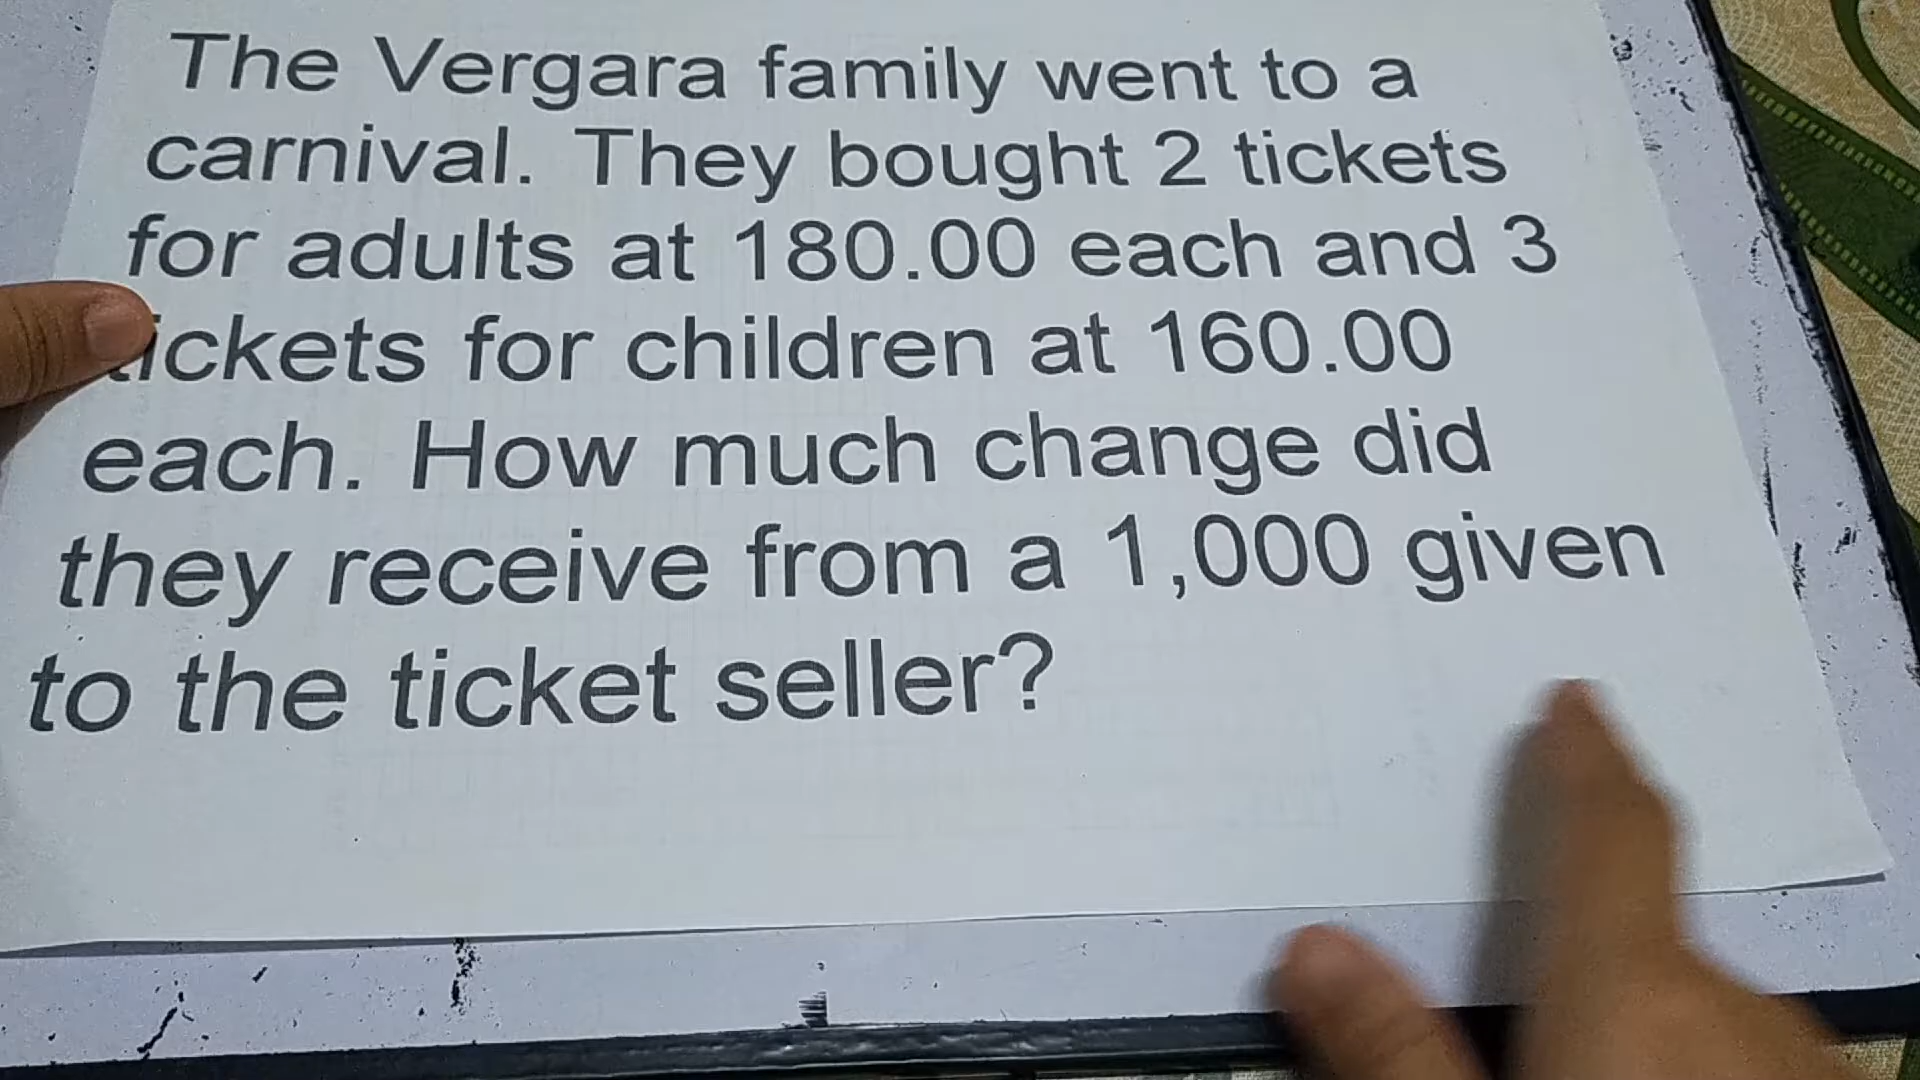 The Vergara family went to a
carnival. They bought 2 tickets
for adults at 180.00 each and 3
tickets for children at 160.00
each. How much change did
they receive from a 1,000 given
to the ticket seller?